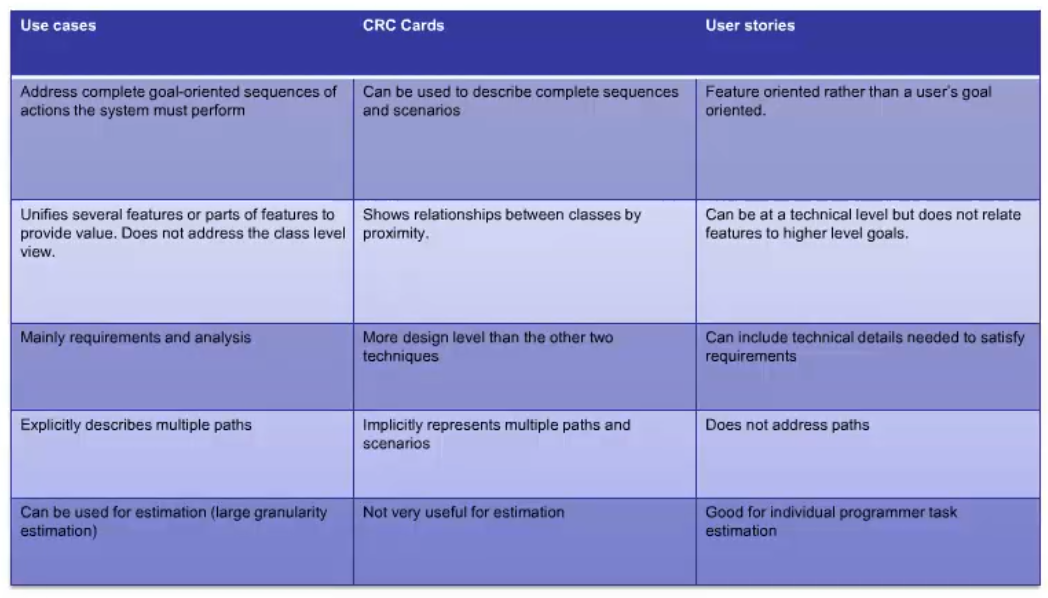 Use cases
CRC Cards
User stories
Address complete goal-oriented sequences of
actions the system must perform
Can be used to describe complete sequences
and scenarios
Feature oriented rather than a user's goal
oriented.
Unifies several features or parts of features to
provide value. Does not address the class level
view.
Shows relationships between classes by
proximity.
Can be at a technical level but does not relate
features to higher level goals.
Mainly requirements and analysis
More design level than the other two
techniques
Can include technical details needed to satisfy
requirements
Explicitly describes multiple paths
Implicitly represents multiple paths and
scenarios
Does not address paths
Can be used for estimation (large granularity
estimation)
Not very useful for estimation
Good for individual programmer task
estimation